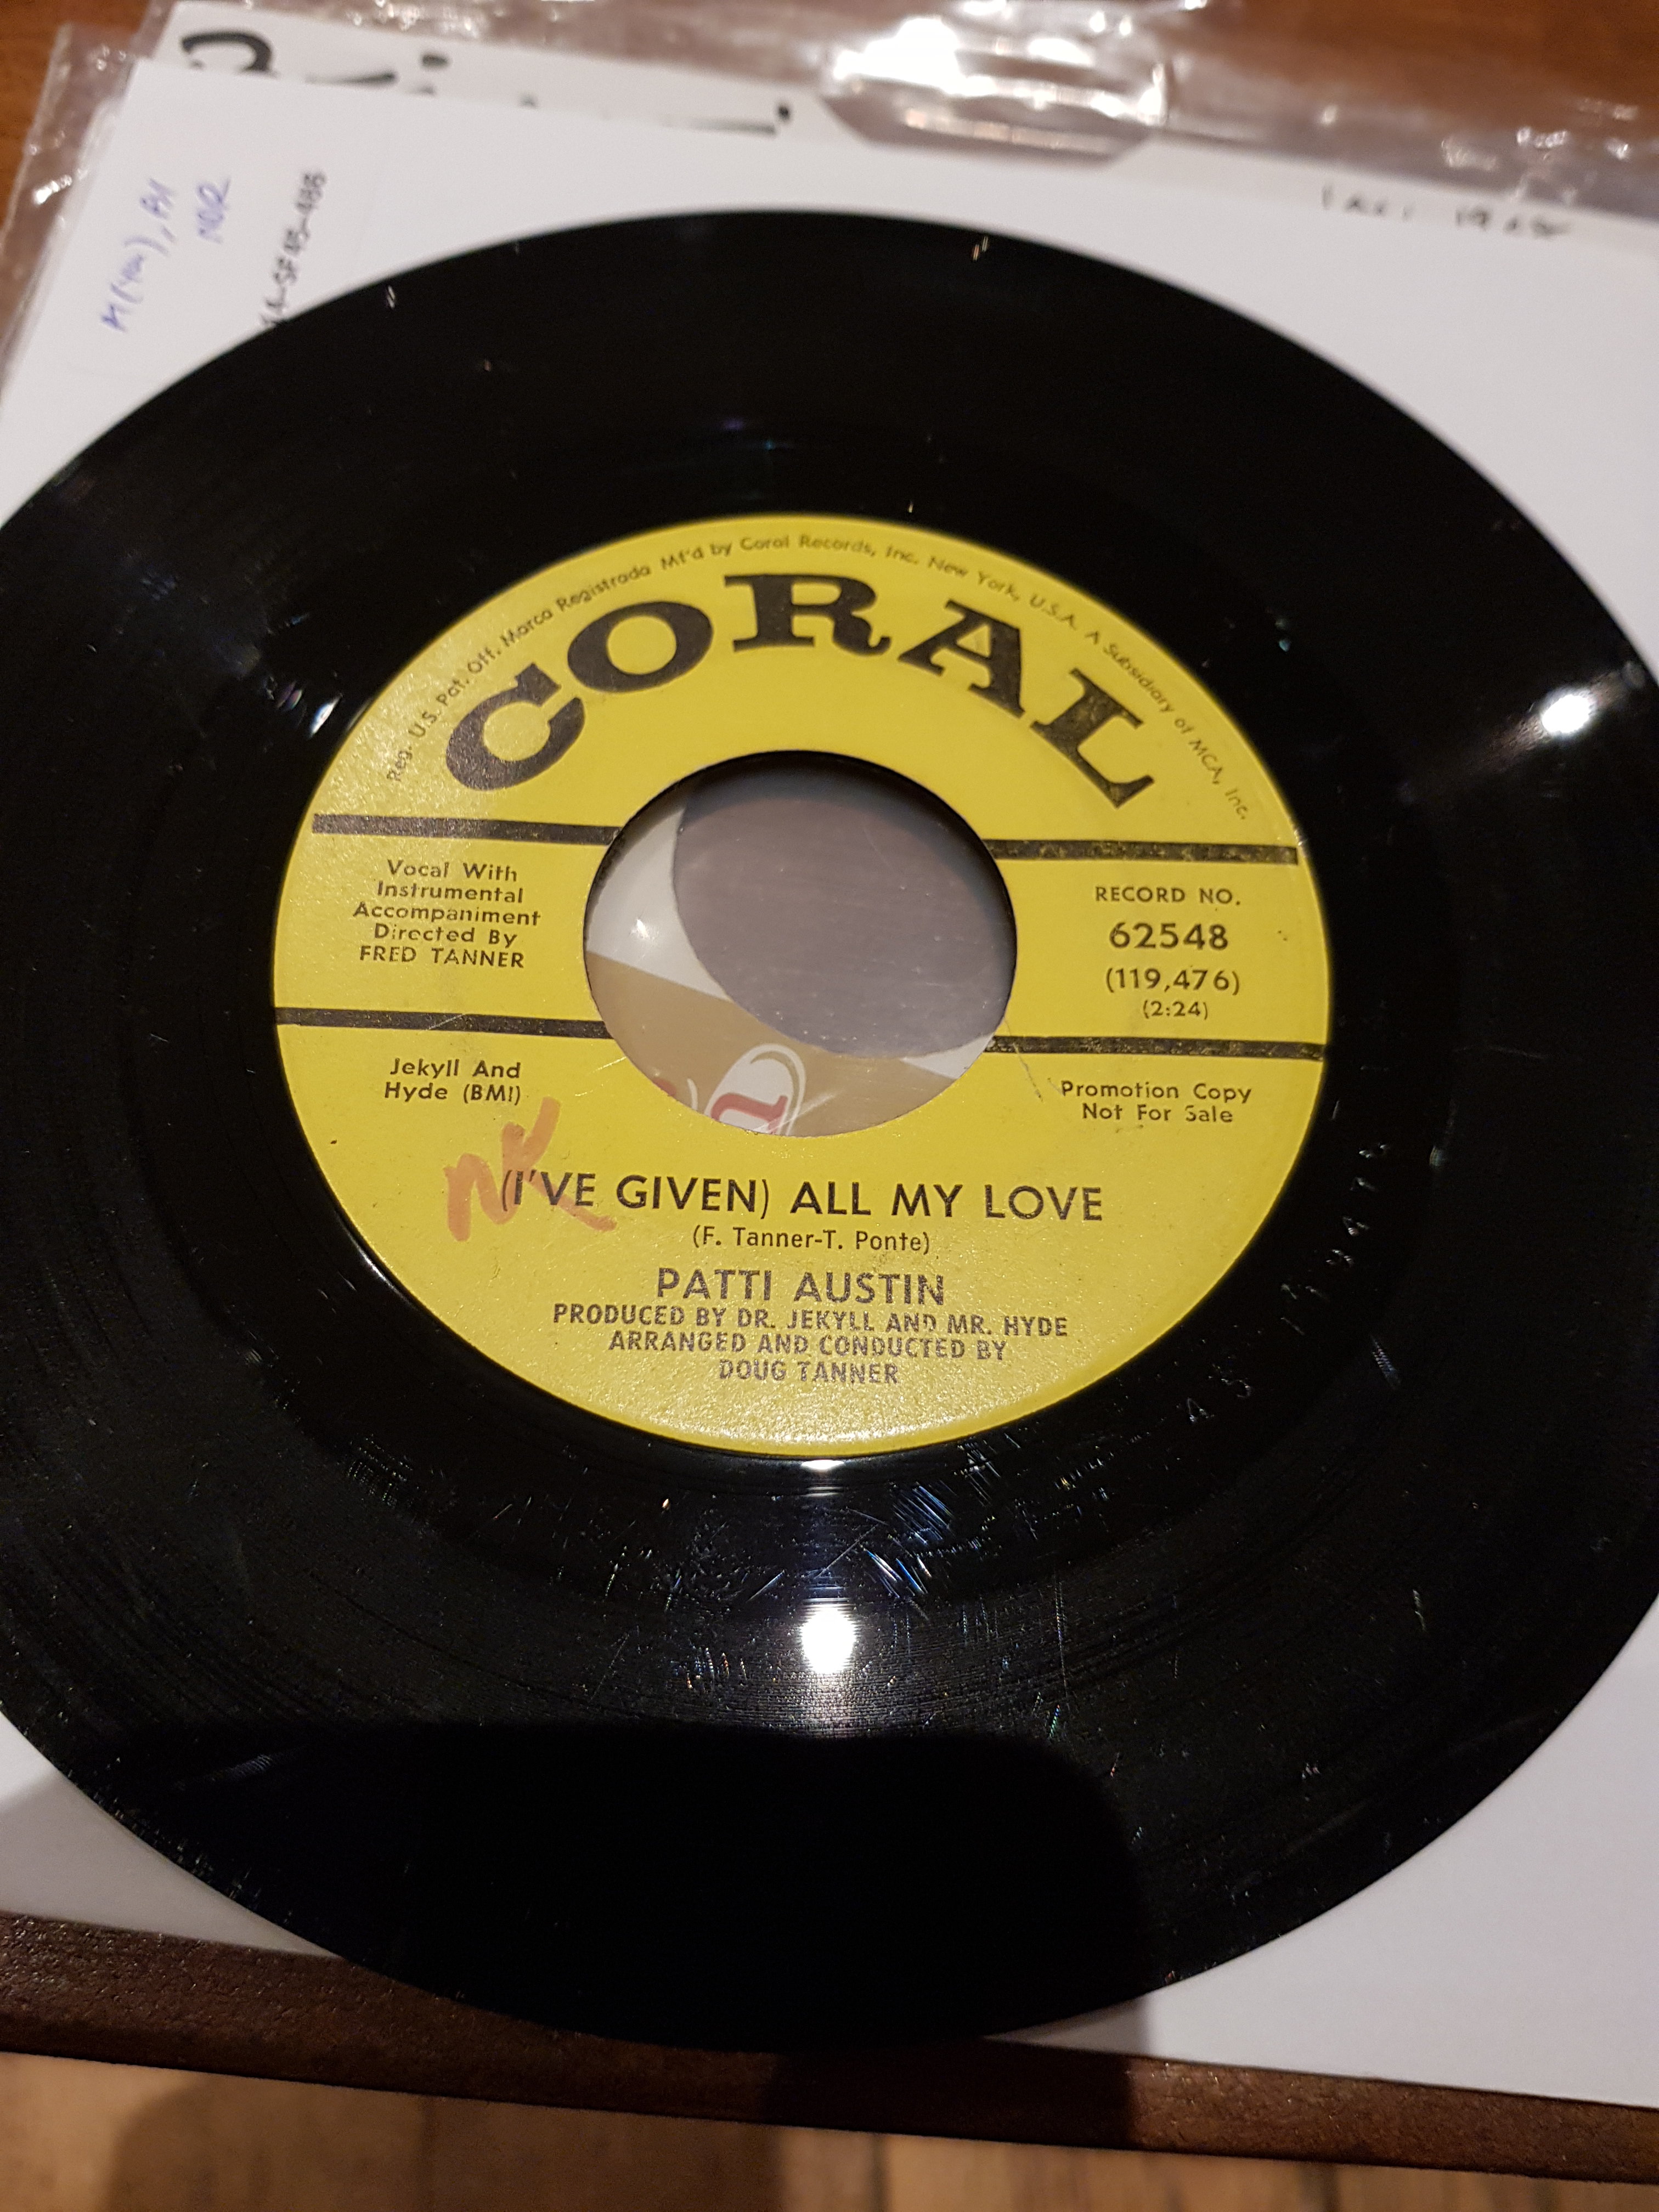 Reg. U.S. Pat. Off. Marca Registrada Mf'd by Coral Records, Inc. New York, U.S.A. A Subsidiary of MCA, Inc.
CORAL
Vocal With
Instrumental
Accompaniment
Directed By
FRED TANNER
RECORD NO.
62548
(119,476)
(2:24)
Jekyll And
Hyde (BMI)
Promotion Copy
Not For Sale
NK
(I'VE GIVEN) ALL MY LOVE
(F. Tanner-T. Ponte)
PATTI AUSTIN
PRODUCED BY DR. JEKYLL AND MR. HYDE
ARRANGED AND CONDUCTED BY
DOUG TANNER